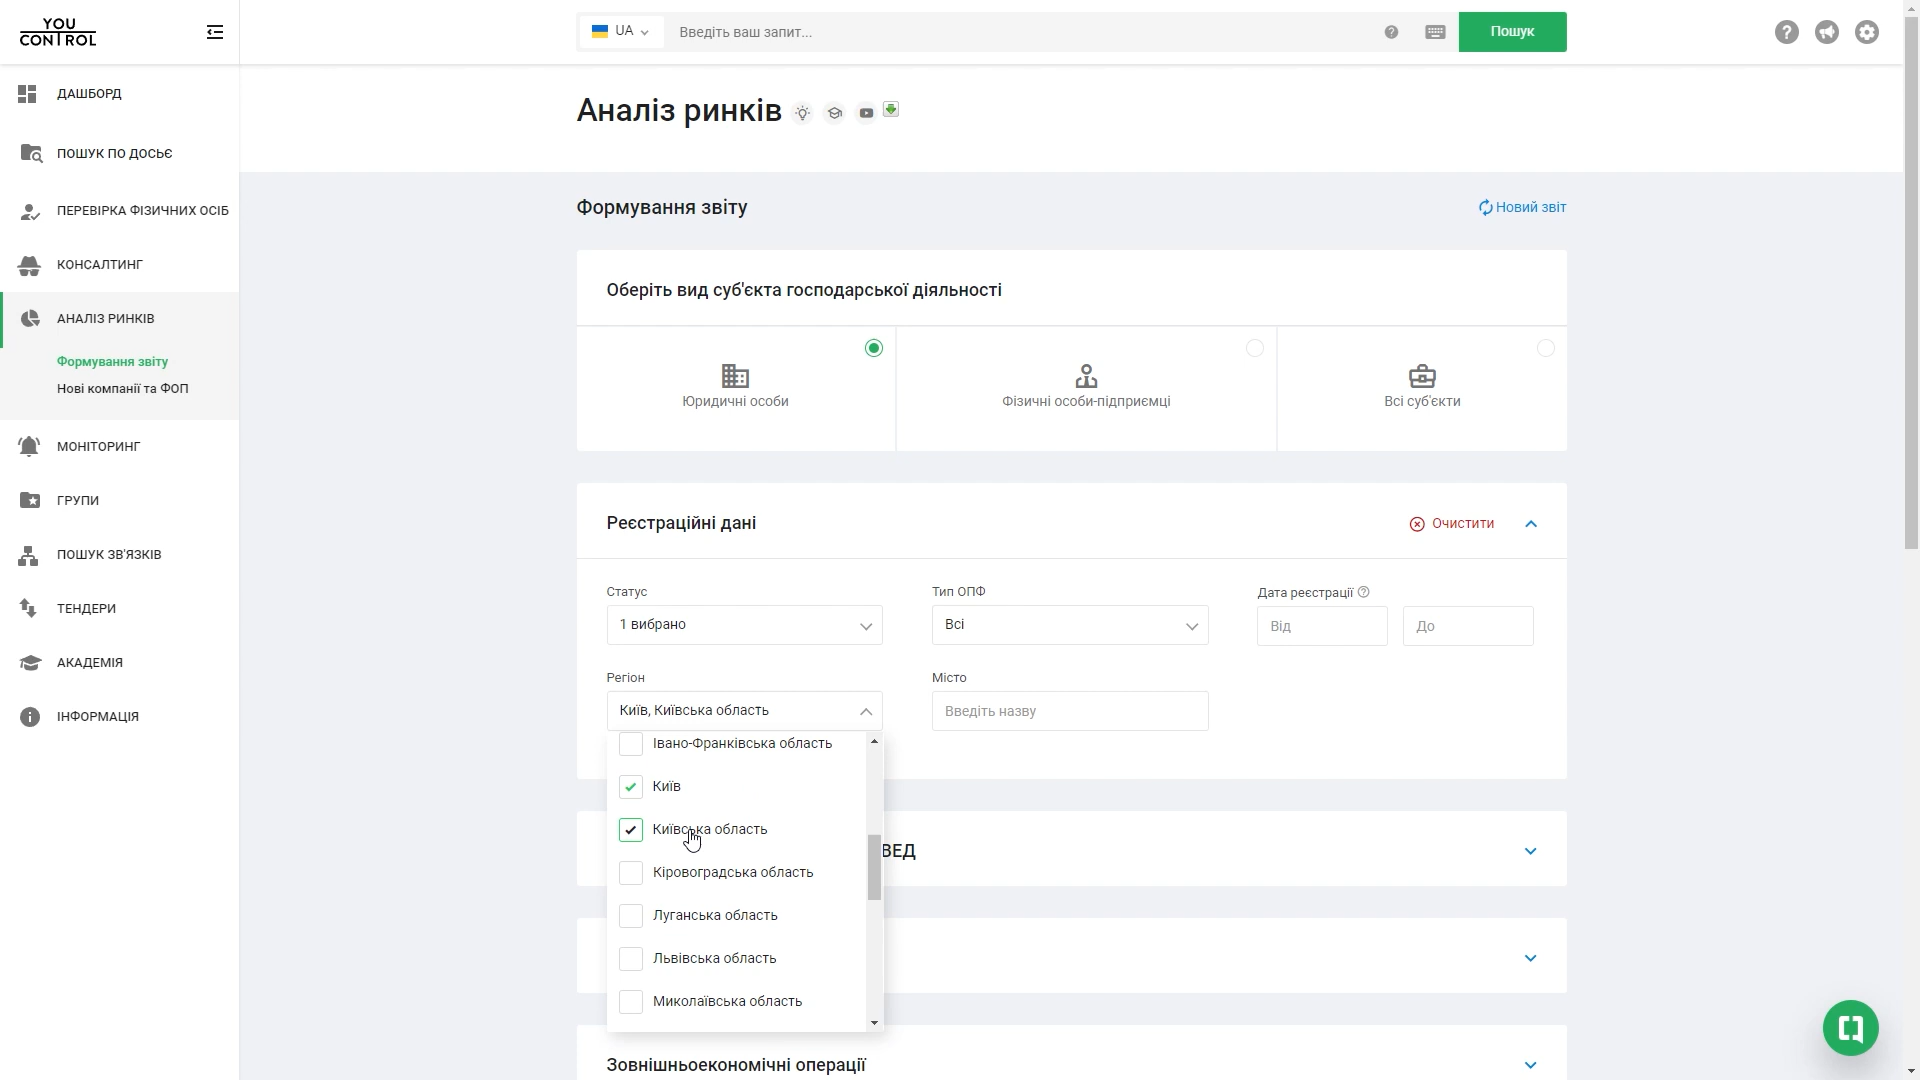 YOU
CONTROL
UA
Введіть ваш запит...
Пошук
ДАШБОРД
ПОШУК ПО ДОСЬЄ
ПЕРЕВІРКА ФІЗИЧНИХ ОСІБ
КОНСАЛТИНГ
АНАЛІЗ РИНКІВ
Формування звіту
Нові компанії та ФОП
МОНІТОРИНГ
ГРУПИ
ПОШУК ЗВ'ЯЗКІВ
ТЕНДЕРИ
АКАДЕМІЯ
ІНФОРМАЦІЯ
Аналіз ринків
Формування звіту
Новий звіт
Оберіть вид суб'єкта господарської діяльності
Юридичні особи
Фізичні особи-підприємці
Всі суб'єкти
Реєстраційні дані
Очистити
Статус
Тип ОПФ
Дата реєстрації
1 вибрано
Всі
Від
До
Регіон
Місто
Київ, Київська область
Введіть назву
Івано-Франківська область
Київ
Київська область
ВЕД
Кіровоградська область
Луганська область
Львівська область
Миколаївська область
Зовнішньоекономічні операції